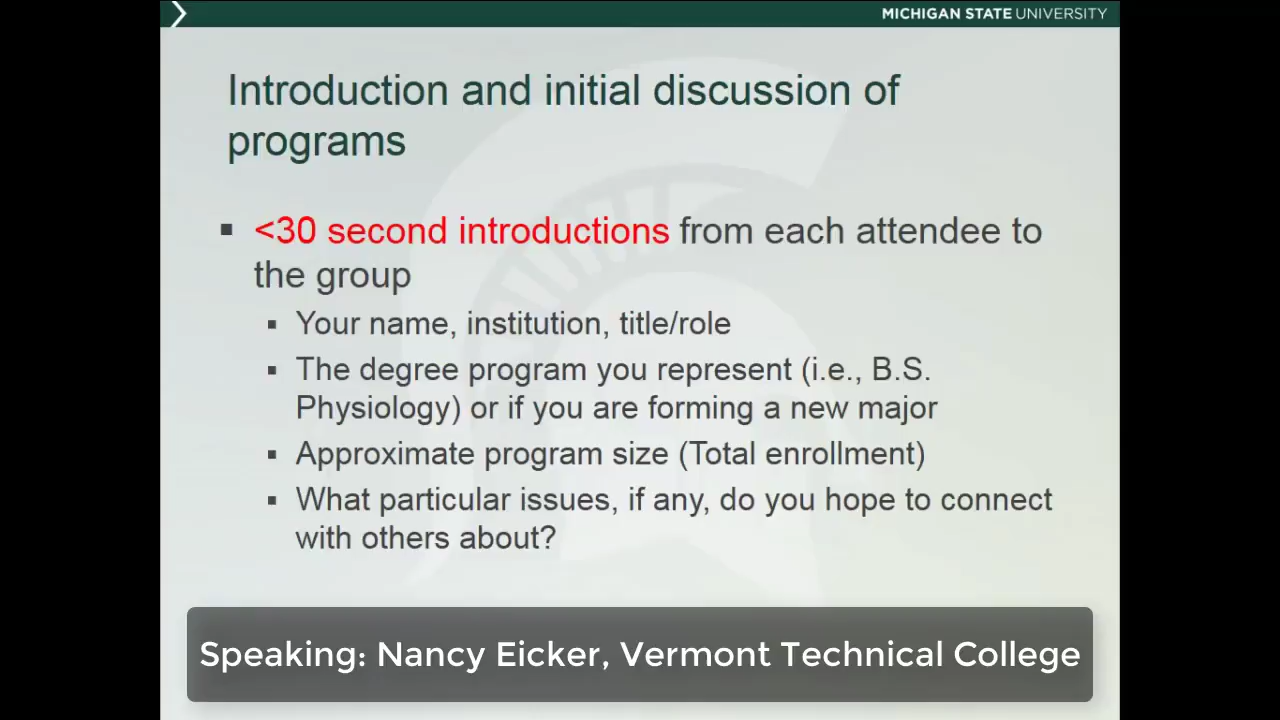 MICHIGAN STATE UNIVERSITY
Introduction and initial discussion of
programs
▪ <30 second introductions from each attendee to
the group
▪ Your name, institution, title/role
▪ The degree program you represent (i.e., B.S.
Physiology) or if you are forming a new major
▪ Approximate program size (Total enrollment)
▪ What particular issues, if any, do you hope to connect
with others about?
Speaking: Nancy Eicker, Vermont Technical College